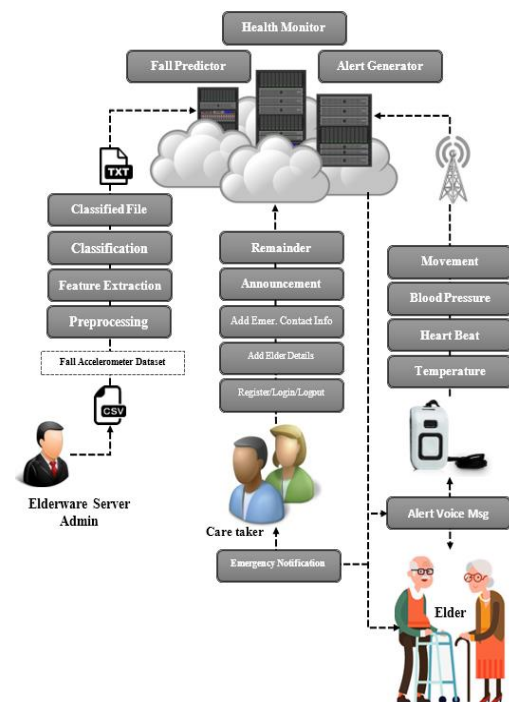 Health Monitor
Fall Predictor
Alert Generator
TXT
Classified File
Classification
Feature Extraction
Preprocessing
Fall Accelerometer Dataset
CSV
Elderware Server
Admin
Remainder
Announcement
Add Emer. Contact Info
Add Elder Details
Register/Login/Logout
Care taker
Emergency Notification
Movement
Blood Pressure
Heart Beat
Temperature
Alert Voice Msg
Elder